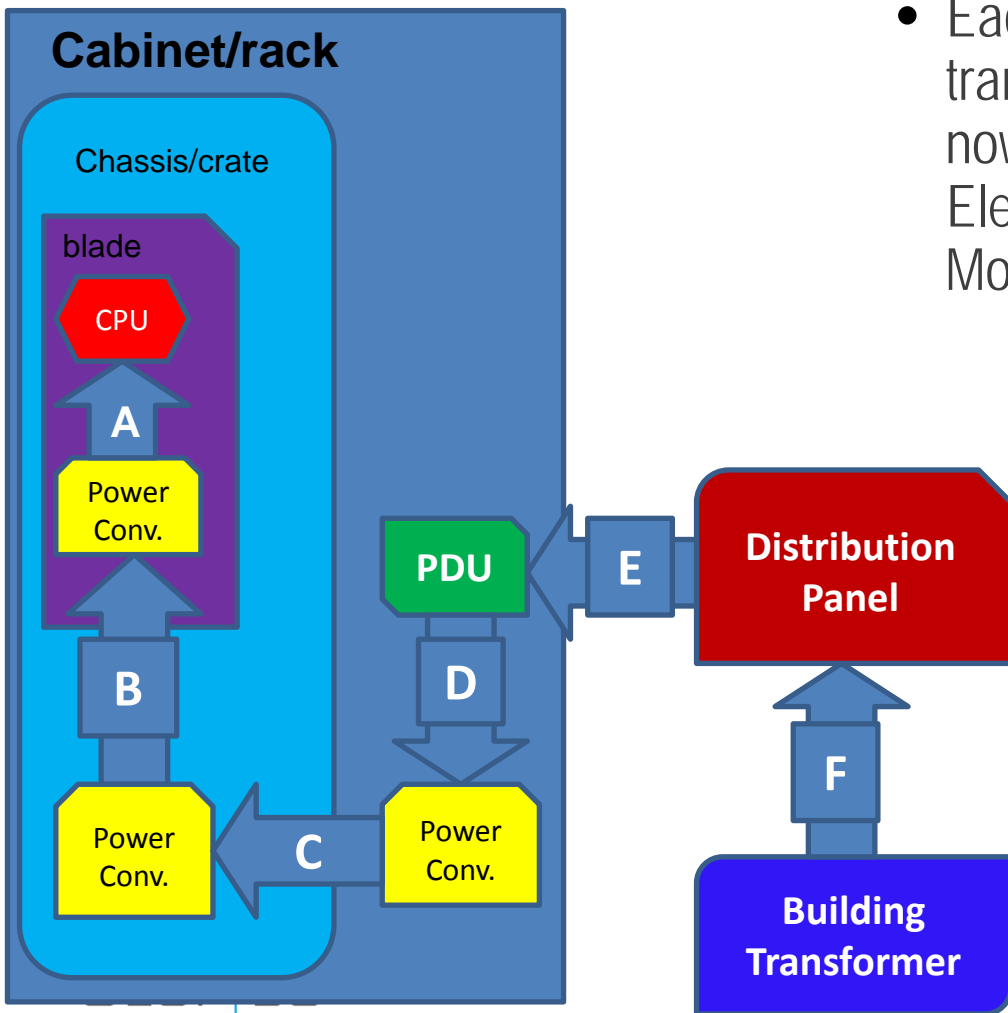 Cabinet/rack
Chassis/crate
blade
CPU
A
Power
Conv.
B
Power
Conv.
C
PDU
D
Power
Conv.
E
Distribution
Panel
F
Building
Transformer
•